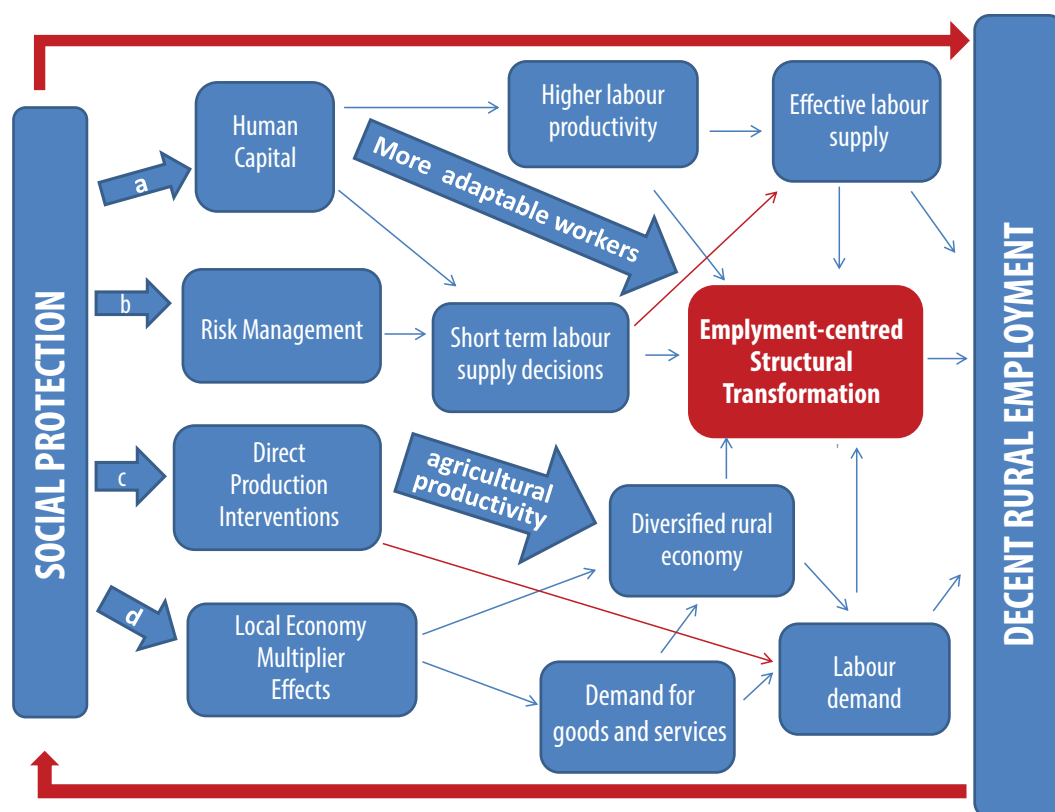 SOCIAL PROTECTION
a
Human
Capital
b
Risk Management
c
Direct
Production
Interventions
d
Local Economy
Multiplier
Effects
More adaptable workers
Higher labour
productivity
Effective labour
supply
Short term labour
supply decisions
Emplyment-centred
Structural
Transformation
agricultural
productivity
Diversified rural
economy
Demand for
goods and services
Labour
demand
DECENT RURAL EMPLOYMENT